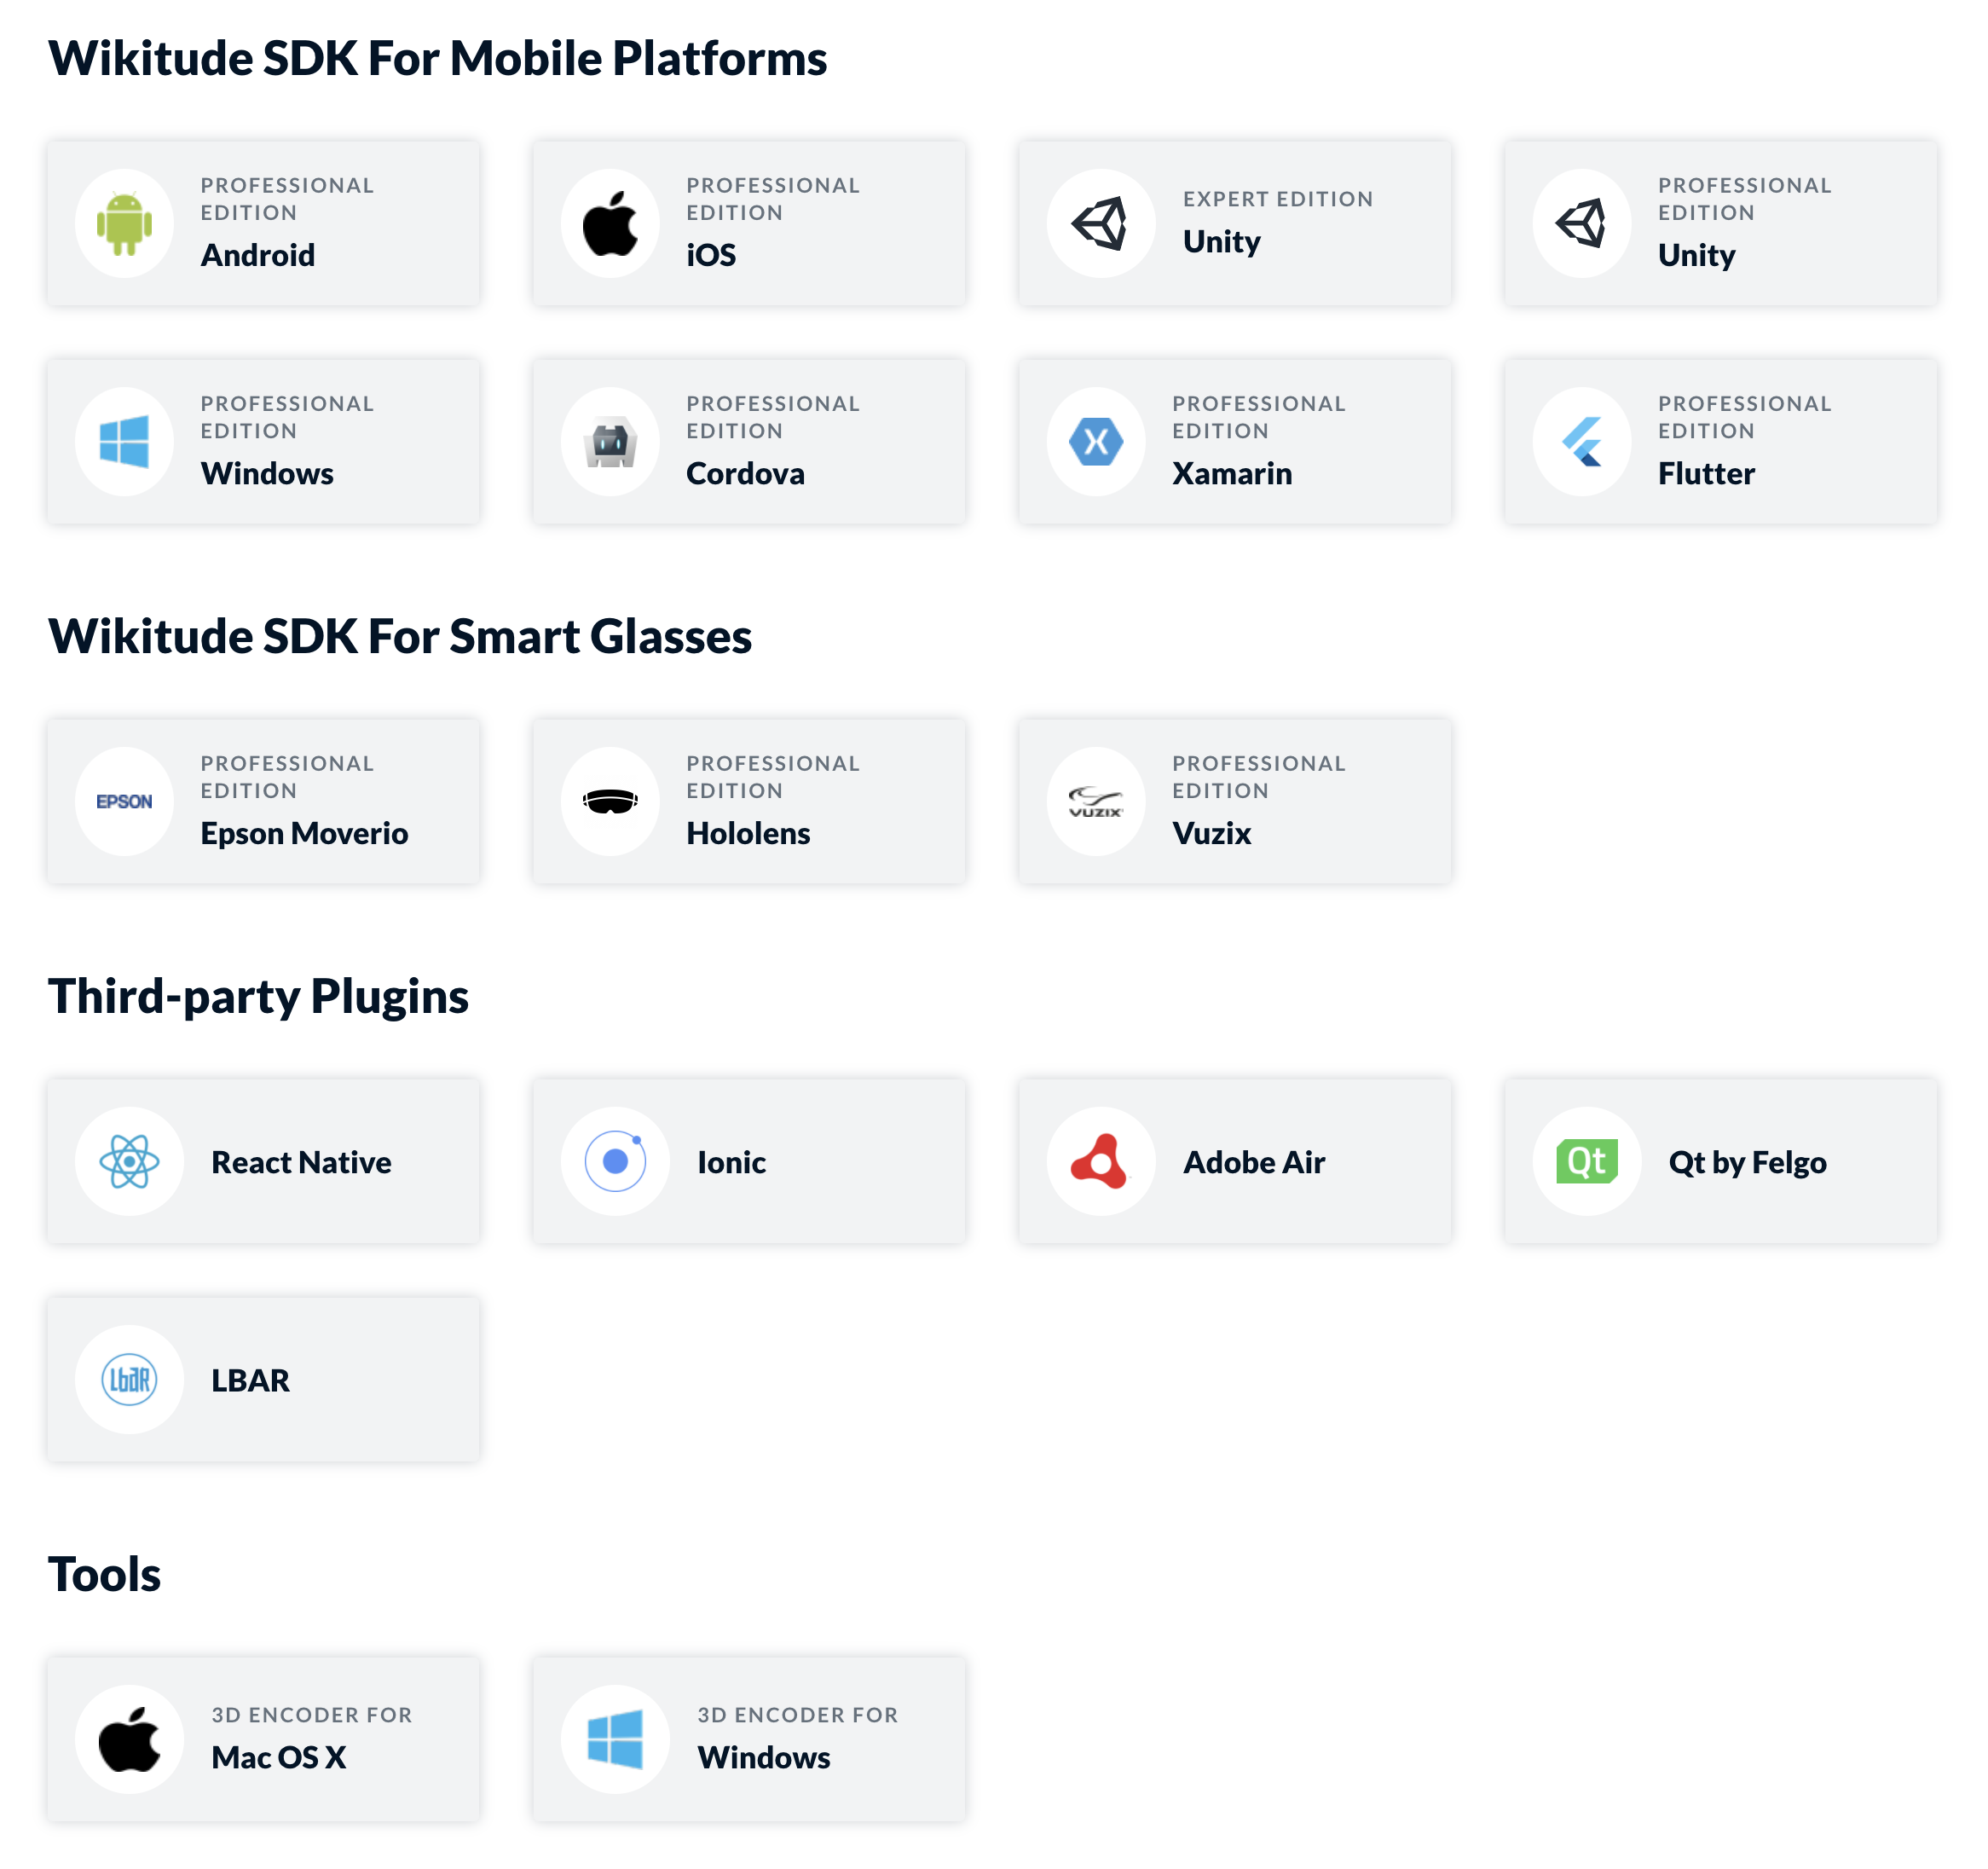 Wikitude SDK For Mobile Platforms
PROFESSIONAL
EDITION
Android
PROFESSIONAL
EDITION
iOS
EXPERT EDITION
Unity
PROFESSIONAL
EDITION
Unity
PROFESSIONAL
EDITION
Windows
PROFESSIONAL
EDITION
Cordova
X
PROFESSIONAL
EDITION
Xamarin
PROFESSIONAL
EDITION
Flutter
Wikitude SDK For Smart Glasses
EPSON
PROFESSIONAL
EDITION
Epson Moverio
PROFESSIONAL
EDITION
Hololens
VUZIX
PROFESSIONAL
EDITION
Vuzix
Third-party Plugins
React Native
Ionic
Adobe Air
Qt
Qt by Felgo
LbaR
LBAR
Tools
3D ENCODER FOR
Mac OS X
3D ENCODER FOR
Windows